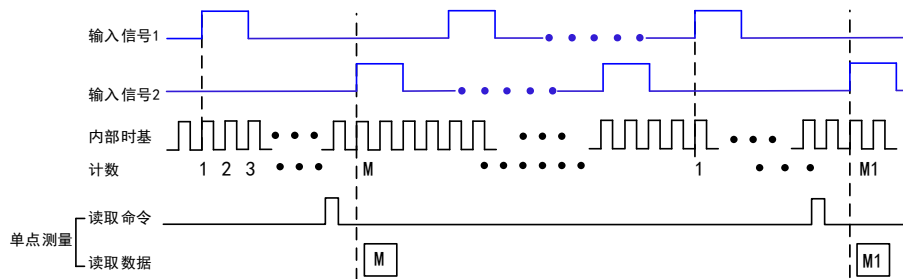 输入信号1
输入信号2
内部时基
计数 1 2 3 M 1 M1
读取命令
单点测量
读取数据 M M1